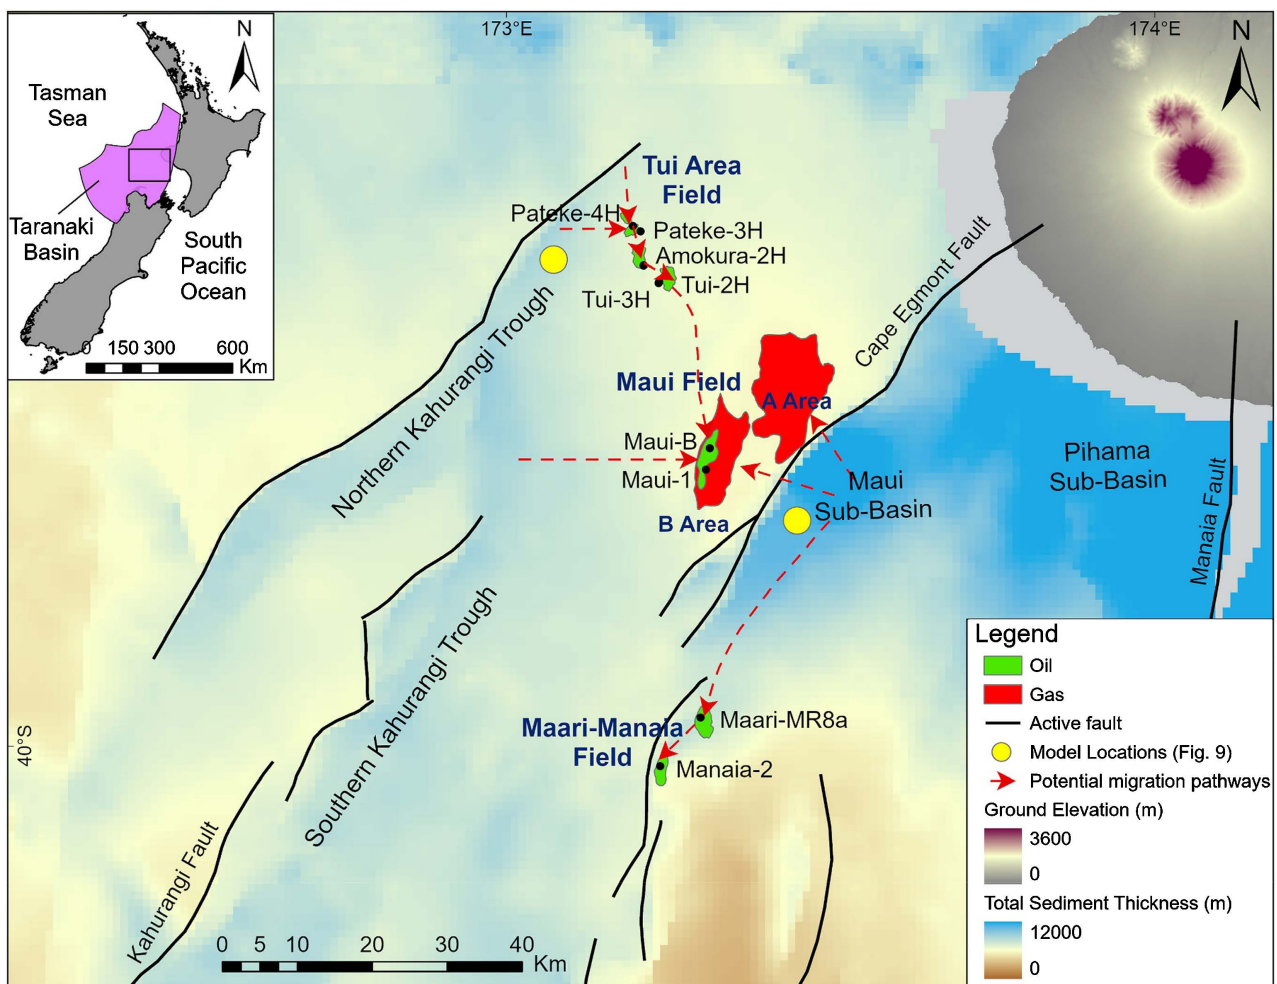 173°E
174°E
N
N
Tasman
Sea
Taranaki
Basin
South
Pacific
Ocean
0 150 300 600
Km
Tui Area
Field
Pateke-4H
Pateke-3H
Amokura-2H
Tui-2H
Tui-3H
Cape Egmont Fault
Northern Kahurangi Trough
Maui Field
A Area
Maui-B
Maui-1
B Area
Maui
Sub-Basin
Pihama
Sub-Basin
Manaia Fault
Southern Kahurangi Trough
40°S
Maari-Manaia
Field
Maari-MR8a
Manaia-2
Kahurangi Fault
0 5 10 20 30 40
Km
Legend
Oil
Gas
Active fault
Model Locations (Fig. 9)
Potential migration pathways
Ground Elevation (m)
3600
0
Total Sediment Thickness (m)
12000
0